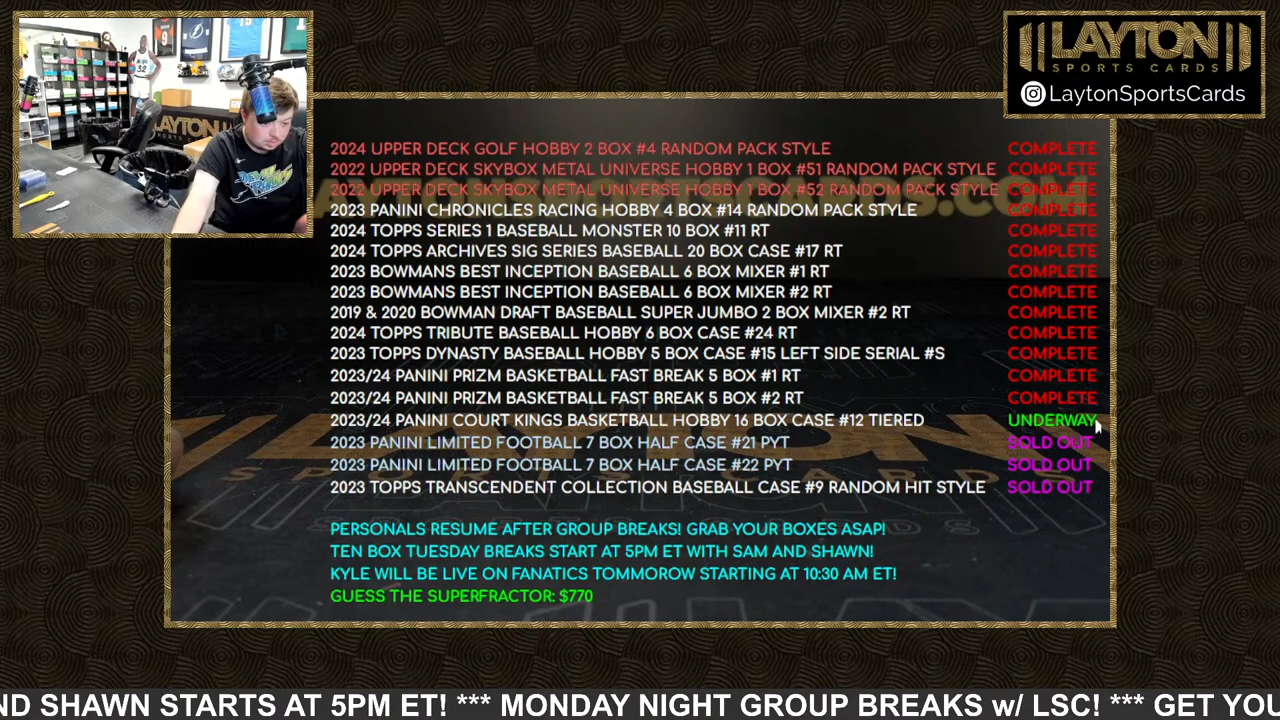 LAYTON
SPORTS CARDS
LaytonSportsCards
32
LAYTON
2024 UPPER DECK GOLF HOBBY 2 BOX #4 RANDOM PACK STYLE COMPLETE
2022 UPPER DECK SKYBOX METAL UNIVERSE HOBBY 1 BOX #51 RANDOM PACK STYLE COMPLETE
2022 UPPER DECK SKYBOX METAL UNIVERSE HOBBY 1 BOX #52 RANDOM PACK STYLE COMPLETE
2023 PANINI CHRONICLES RACING HOBBY 4 BOX #14 RANDOM PACK STYLE COMPLETE
2024 TOPPS SERIES 1 BASEBALL MONSTER 10 BOX #11 RT COMPLETE
2024 TOPPS ARCHIVES SIG SERIES BASEBALL 20 BOX CASE #17 RT COMPLETE
2023 BOWMANS BEST INCEPTION BASEBALL 6 BOX MIXER #1 RT COMPLETE
2023 BOWMANS BEST INCEPTION BASEBALL 6 BOX MIXER #2 RT COMPLETE
2019 & 2020 BOWMAN DRAFT BASEBALL SUPER JUMBO 2 BOX MIXER #2 RT COMPLETE
2024 TOPPS TRIBUTE BASEBALL HOBBY 6 BOX CASE #24 RT COMPLETE
2023 TOPPS DYNASTY BASEBALL HOBBY 5 BOX CASE #15 LEFT SIDE SERIAL #S COMPLETE
2023/24 PANINI PRIZM BASKETBALL FAST BREAK 5 BOX #1 RT COMPLETE
2023/24 PANINI PRIZM BASKETBALL FAST BREAK 5 BOX #2 RT COMPLETE
2023/24 PANINI COURT KINGS BASKETBALL HOBBY 16 BOX CASE #12 TIERED UNDERWAY
2023 PANINI LIMITED FOOTBALL 7 BOX HALF CASE #21 PYT SOLD OUT
2023 PANINI LIMITED FOOTBALL 7 BOX HALF CASE #22 PYT SOLD OUT
2023 TOPPS TRANSCENDENT COLLECTION BASEBALL CASE #9 RANDOM HIT STYLE SOLD OUT
PERSONALS RESUME AFTER GROUP BREAKS! GRAB YOUR BOXES ASAP!
TEN BOX TUESDAY BREAKS START AT 5PM ET WITH SAM AND SHAWN!
KYLE WILL BE LIVE ON FANATICS TOMMOROW STARTING AT 10:30 AM ET!
GUESS THE SUPERFRACTOR: $770
ND SHAWN STARTS AT 5PM ET! *** MONDAY NIGHT GROUP BREAKS w/ LSC! *** GET YOU